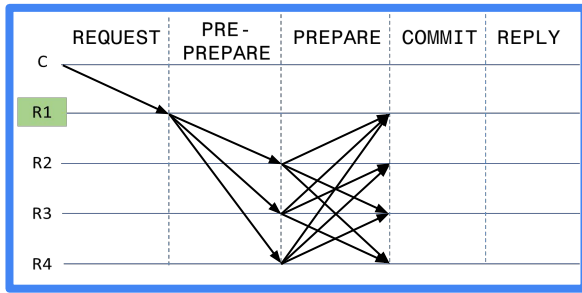 REQUEST
PRE-
PREPARE
PREPARE
COMMIT
REPLY
C
R1
R2
R3
R4